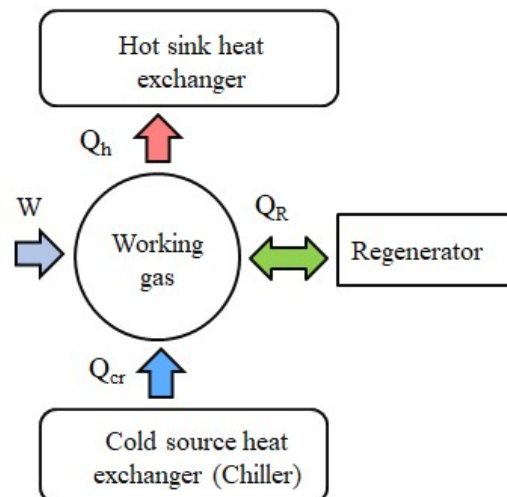 Hot sink heat
exchanger
Qh
W
QR
Working
gas
Regenerator
Qcr
Cold source heat
exchanger (Chiller)